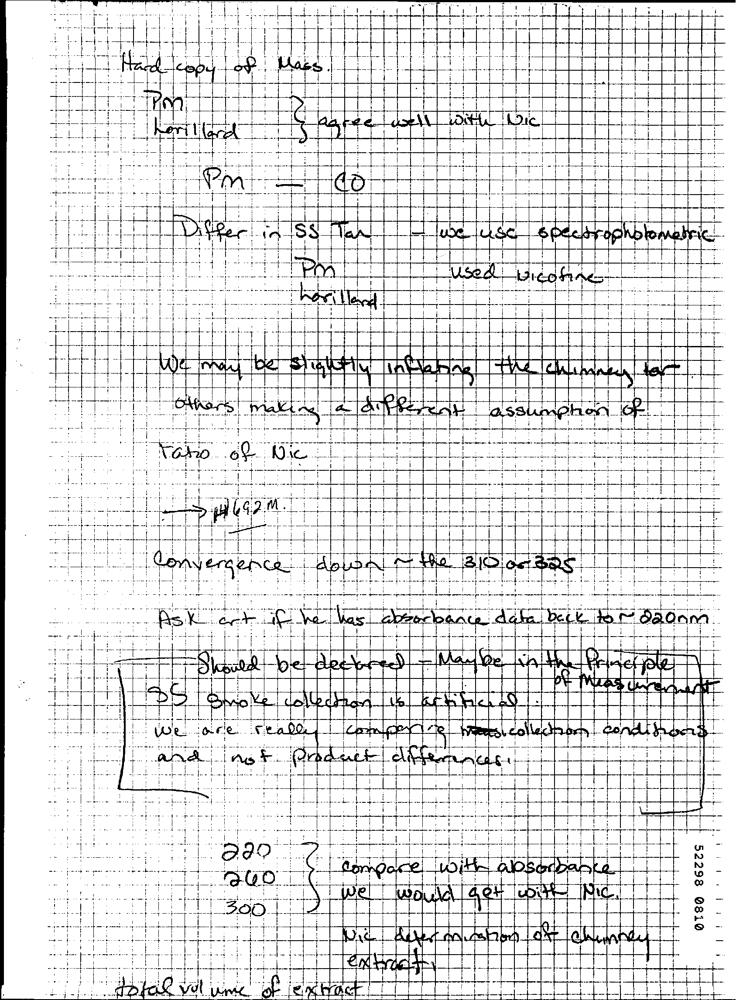 Hard copy of Mass
PM
Lorillard } agree well with Nic
PM — CO
Differ in SS Tar - we use spectrophotometric
PM used Nicotine
Lorillard
We may be slightly inflating the chimney tar
others making a different assumption of
ratio of Nic
→ 1692M.
Convergence down ~ the 310 or 325
Ask art if he has absorbance data back to ~ 220nm
Should be declared - Maybe in the Principle
of Measurement
SS smoke collection is artificial.
we are really comparing collection conditions
and not product differences.
220
260
300
} compare with absorbance
we would get with Nic.
Nic determination of chimney
extract.
total volume of extract
52298 0810